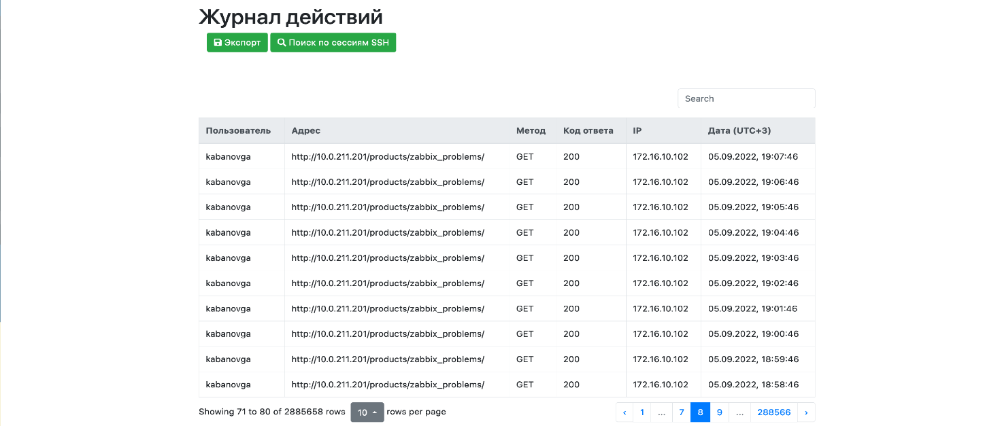 Журнал действий
Экспорт Поиск по сессиям SSH
Search
Пользователь Адрес Метод Код ответа IP Дата (UTC+3)
kabanovga http://10.0.211.201/products/zabbix_problems/ GET 200 172.16.10.102 05.09.2022, 19:07:46
kabanovga http://10.0.211.201/products/zabbix_problems/ GET 200 172.16.10.102 05.09.2022, 19:06:46
kabanovga http://10.0.211.201/products/zabbix_problems/ GET 200 172.16.10.102 05.09.2022, 19:05:46
kabanovga http://10.0.211.201/products/zabbix_problems/ GET 200 172.16.10.102 05.09.2022, 19:04:46
kabanovga http://10.0.211.201/products/zabbix_problems/ GET 200 172.16.10.102 05.09.2022, 19:03:46
kabanovga http://10.0.211.201/products/zabbix_problems/ GET 200 172.16.10.102 05.09.2022, 19:02:46
kabanovga http://10.0.211.201/products/zabbix_problems/ GET 200 172.16.10.102 05.09.2022, 19:01:46
kabanovga http://10.0.211.201/products/zabbix_problems/ GET 200 172.16.10.102 05.09.2022, 19:00:46
kabanovga http://10.0.211.201/products/zabbix_problems/ GET 200 172.16.10.102 05.09.2022, 18:59:46
kabanovga http://10.0.211.201/products/zabbix_problems/ GET 200 172.16.10.102 05.09.2022, 18:58:46
Showing 71 to 80 of 2885658 rows 10 rows per page ‹ 1 ... 7 8 9 ... 288566 ›